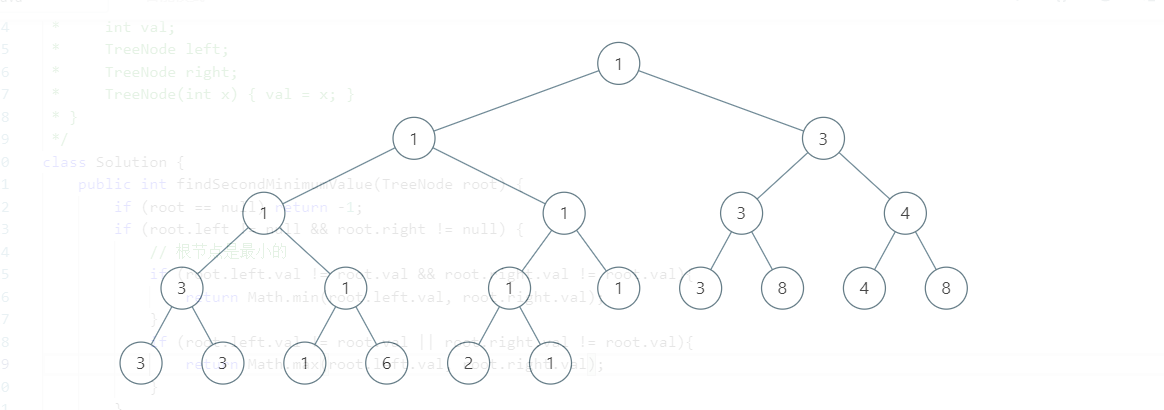 4 * int val;
5 * TreeNode left;
6 * TreeNode right;
7 * TreeNode(int x) { val = x; }
8 * }
9 */
0 class Solution {
1 public int findSecondMinimumValue(TreeNode root) {
2 if (root == null) return -1;
3 if (root.left != null && root.right != null) {
4 // 根节点是最小的
5 if (root.left.val != root.val && root.right.val != root.val){
6 return Math.min(root.left.val, root.right.val);
7 }
8 if (root.left.val != root.val || root.right.val != root.val){
9 return Math.max(root.left.val, root.right.val);
0 }
1 }
1
1 3
1 1 3 4
3 1 1 1 3 8 4 8
3 3 1 6 2 1